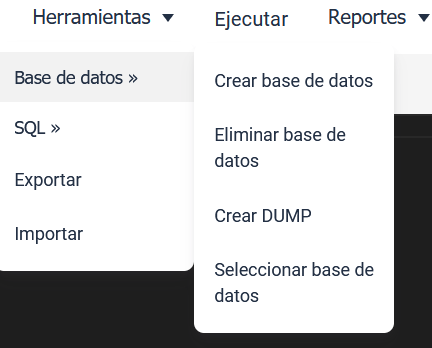 Herramientas ▼ Ejecutar Reportes ▼
Base de datos »
SQL »
Exportar
Importar
Crear base de datos
Eliminar base de
datos
Crear DUMP
Seleccionar base de
datos